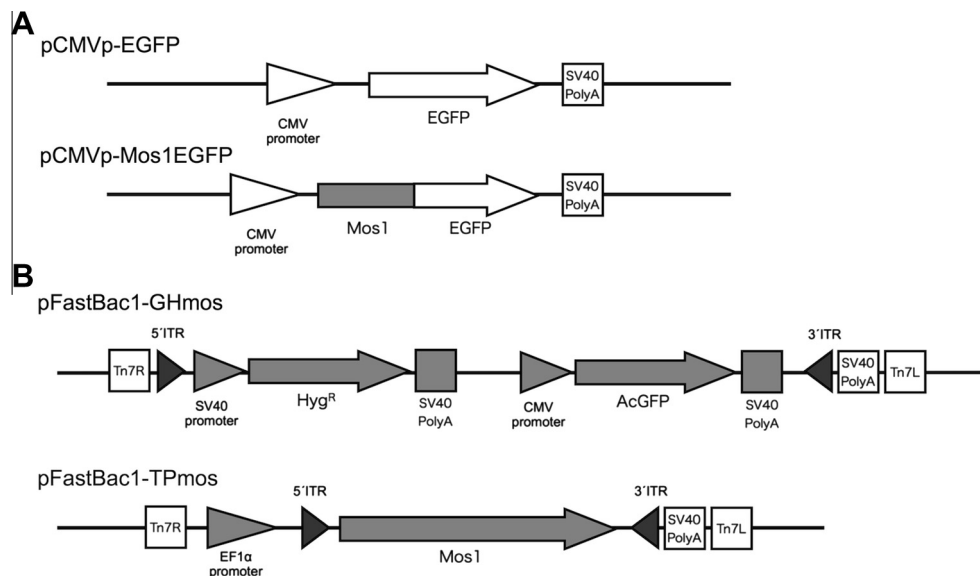 A
pCMVp-EGFP
SV40
PolyA
CMV
promoter
EGFP
pCMVp-Mos1EGFP
SV40
PolyA
CMV
promoter
Mos1
EGFP
B
pFastBac1-GHmos
5´ITR
3´ITR
Tn7R
SV40
PolyA
Tn7L
SV40
promoter
Hyg^R
SV40
PolyA
CMV
promoter
AcGFP
SV40
PolyA
pFastBac1-TPmos
5´ITR
3´ITR
Tn7R
SV40
PolyA
Tn7L
EF1α
promoter
Mos1